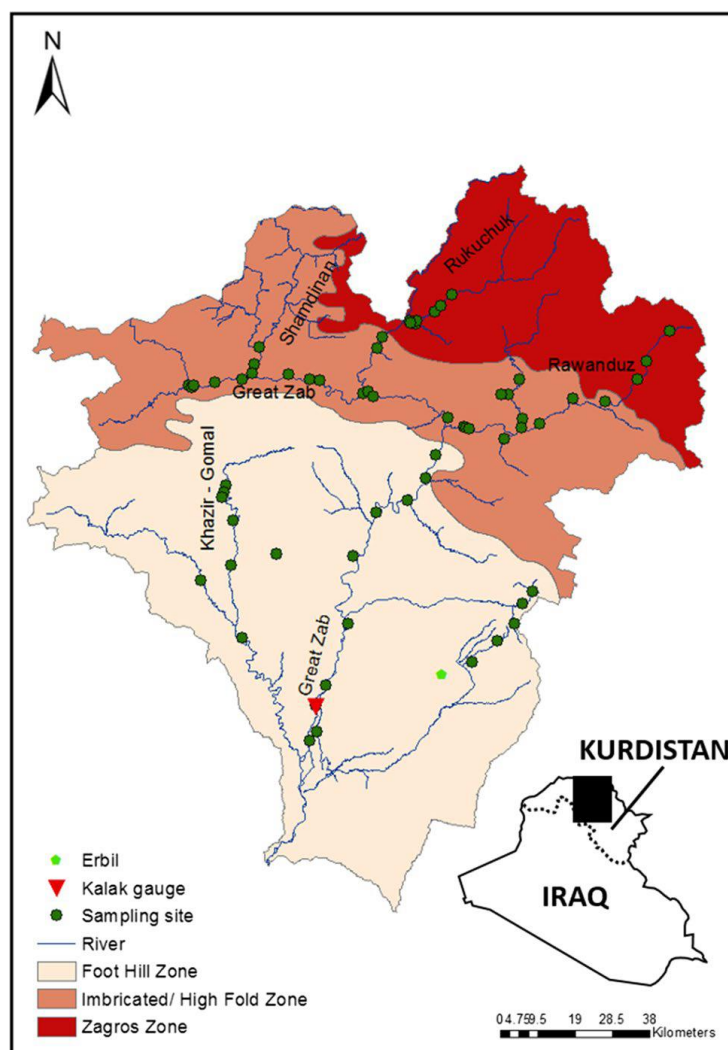 N
Rukuchuk
Shamdinan
Rawanduz
Great Zab
Khazir - Gomal
Great Zab
KURDISTAN
IRAQ
Erbil
Kalak gauge
Sampling site
River
Foot Hill Zone
Imbricated/ High Fold Zone
Zagros Zone
0 4.75 9.5 19 28.5 38
Kilometers